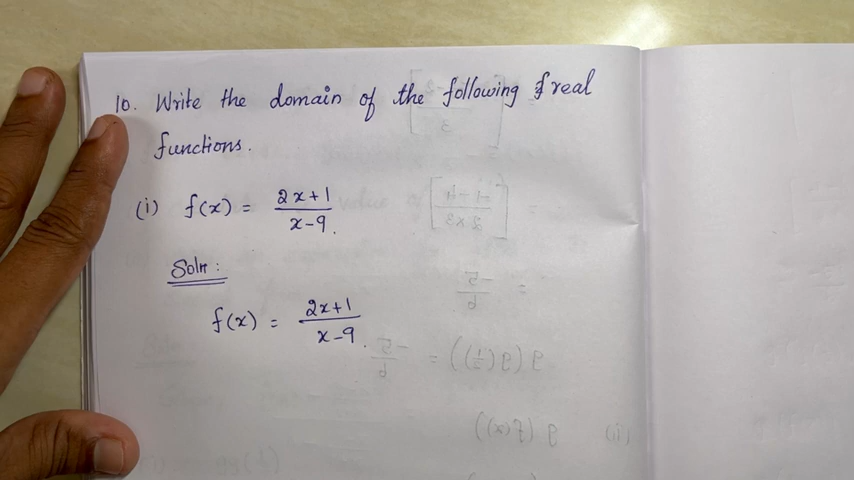 10. Write the domain of the following real
functions.
(i) f(x) = 2x+1 / x-9.
Soln:
f(x) = 2x+1 / x-9.